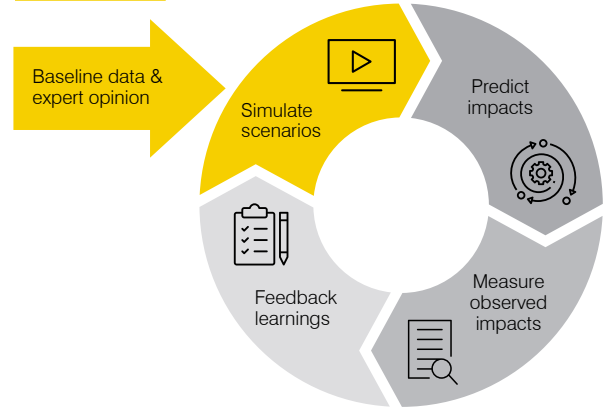 Baseline data &
expert opinion
Simulate
scenarios
Predict
impacts
Measure
observed
impacts
Feedback
learnings